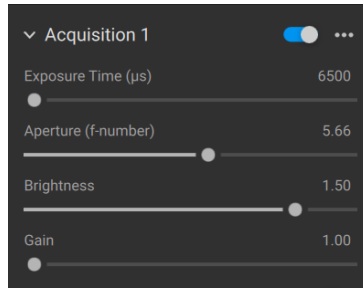 Acquisition 1
Exposure Time (μs) 6500
Aperture (f-number) 5.66
Brightness 1.50
Gain 1.00